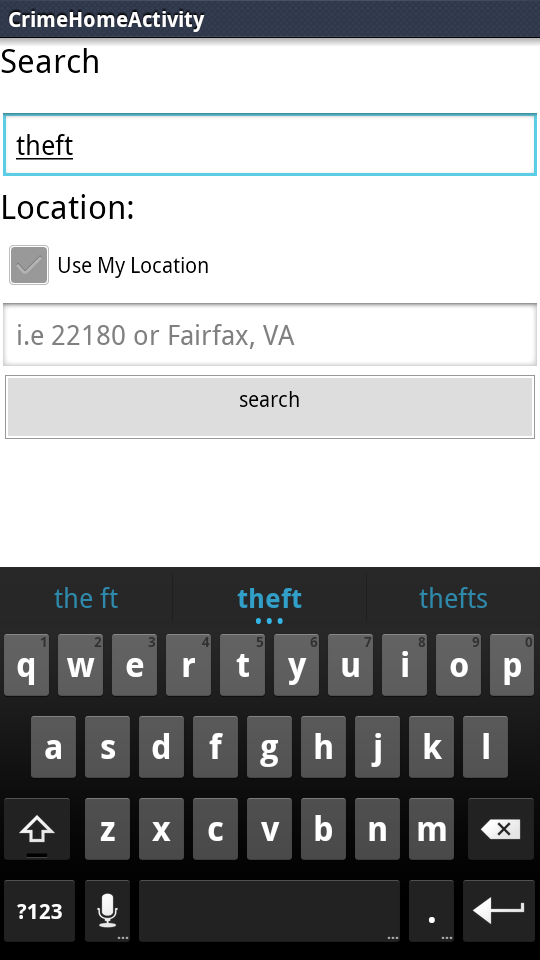 CrimeHomeActivity
Search
theft
Location:
Use My Location
i.e 22180 or Fairfax, VA
search
the ft theft thefts
1 2 3 4 5 6 7 8 9 0
q w e r t y u i o p
a s d f g h j k l
z x c v b n m
?123 .